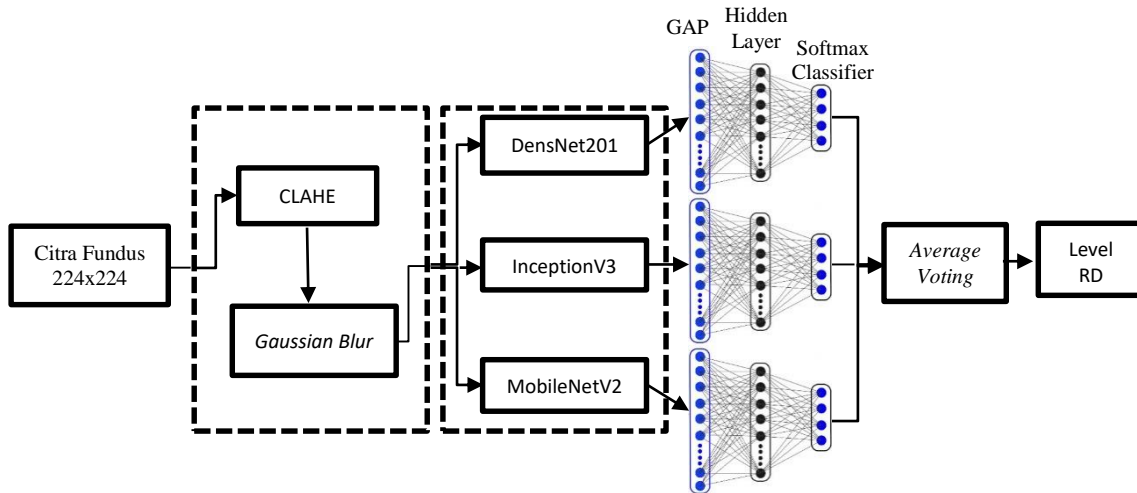 GAP
Hidden
Layer
Softmax
Classifier
DensNet201
CLAHE
Citra Fundus
224x224
InceptionV3
Average
Voting
Level
RD
Gaussian Blur
MobileNetV2